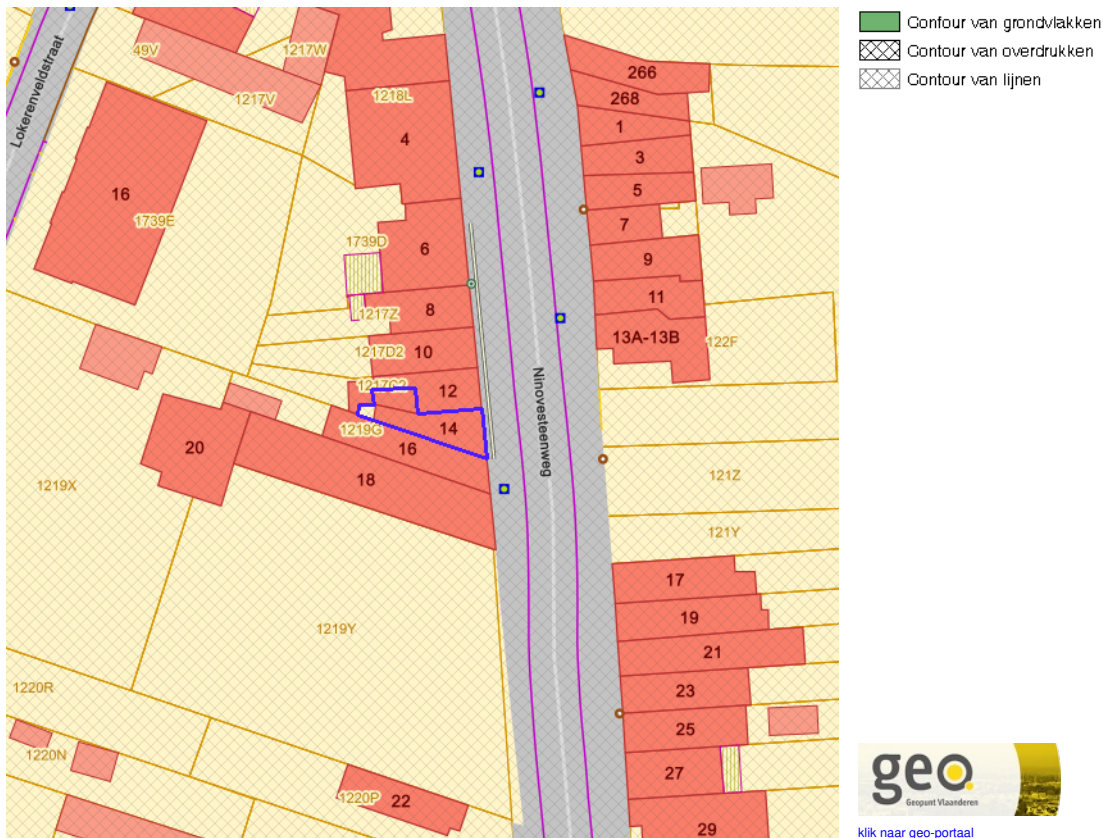 Lokerenveldstraat
49V
1217W
1217V
1218L
4
16
1739E
1739D
6
1217Z
8
1217D2
10
1217C2
12
1219G
14
16
18
20
1219X
1219Y
1220R
1220N
1220P
22
Ninovesteenweg
266
268
1
3
5
7
9
11
13A-13B
122F
121Z
121Y
17
19
21
23
25
27
29
Contour van grondvlakken
Contour van overdrukken
Contour van lijnen
geo
Geopunt Vlaanderen
klik naar geo-portaal